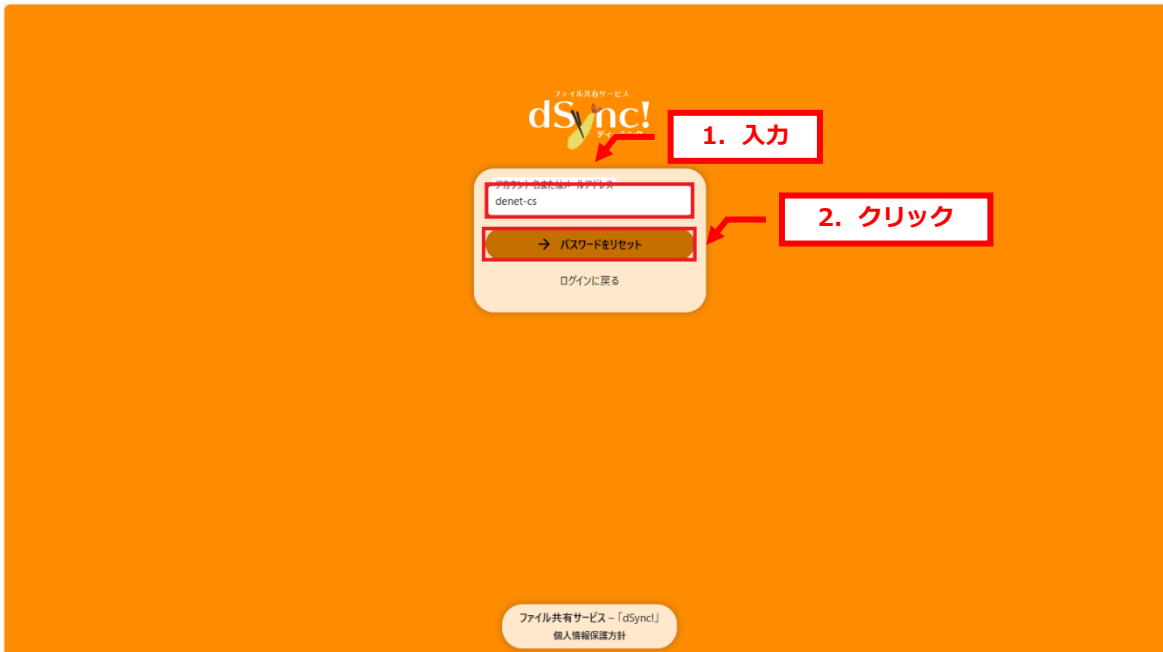 ファイル共有サービス
dSync!
1. 入力
アカウント名またはメールアドレス
denet-cs
2. クリック
→ パスワードをリセット
ログインに戻る
ファイル共有サービス – 「dSync!」
個人情報保護方針